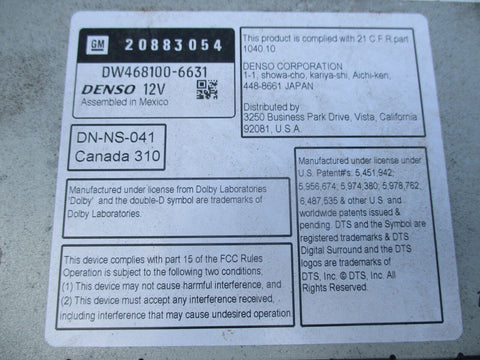 GM 20883054
DW468100-6631
DENSO 12V
Assembled in Mexico
DN-NS-041
Canada 310
Manufactured under license from Dolby Laboratories
'Dolby' and the double-D symbol are trademarks of
Dolby Laboratories.
This device complies with part 15 of the FCC Rules
Operation is subject to the following two conditions;
(1) This device may not cause harmful interference, and
(2) This device must accept any interference received,
including interference that may cause undesired operation.
This product is complied with 21 C.F.R.part
1040.10
DENSO CORPORATION
1-1, showa-cho, kariya-shi, Aichi-ken,
448-8661 JAPAN
Distributed by
3250 Business Park Drive, Vista, California
92081, U.S.A.
Manufactured under license under
U.S. Patent#'s: 5,451,942;
5,956,674; 5,974,380; 5,978,762;
6,487,535 & other U.S. and
worldwide patents issued &
pending. DTS and the Symbol are
registered trademarks & DTS
Digital Surround and the DTS
logos are trademarks of
DTS, Inc. © DTS, Inc. All
Rights Reserved.